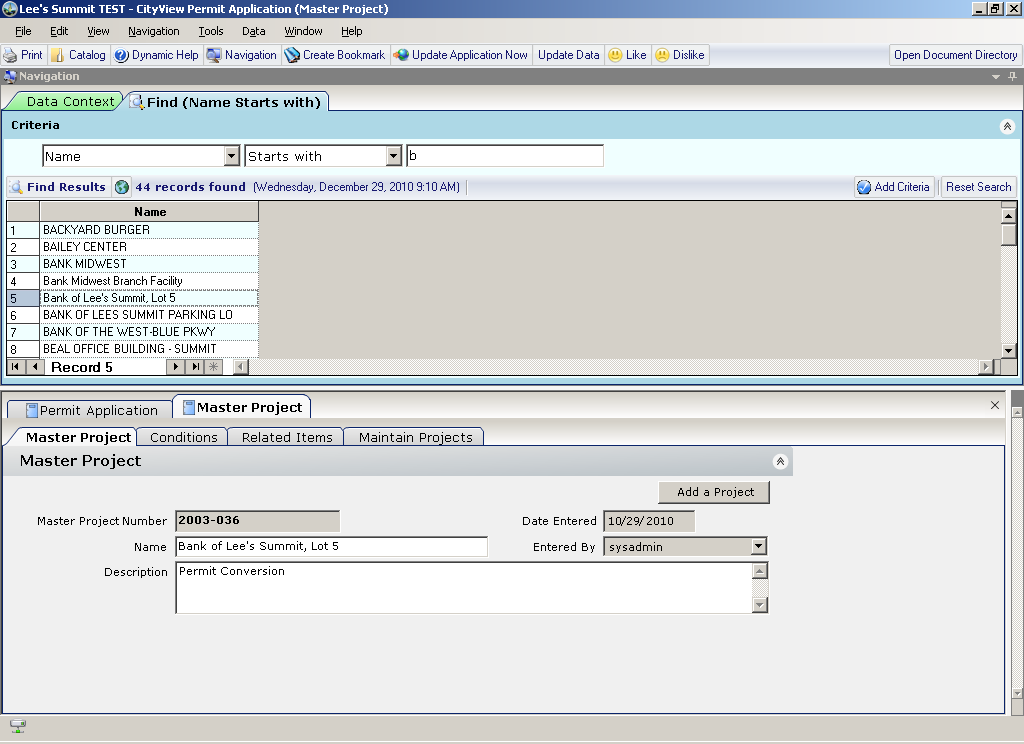 Lee's Summit TEST - CityView Permit Application (Master Project)
File Edit View Navigation Tools Data Window Help
Print Catalog Dynamic Help Navigation Create Bookmark Update Application Now Update Data Like Dislike Open Document Directory
Navigation
Data Context Find (Name Starts with)
Criteria
Name Starts with b
Find Results 44 records found (Wednesday, December 29, 2010 9:10 AM) Add Criteria Reset Search
Name
1 BACKYARD BURGER
2 BAILEY CENTER
3 BANK MIDWEST
4 Bank Midwest Branch Facility
5 Bank of Lee's Summit, Lot 5
6 BANK OF LEES SUMMIT PARKING LO
7 BANK OF THE WEST-BLUE PKWY
8 BEAL OFFICE BUILDING - SUMMIT
Record 5
Permit Application Master Project
Master Project Conditions Related Items Maintain Projects
Master Project
Add a Project
Master Project Number 2003-036 Date Entered 10/29/2010
Name Bank of Lee's Summit, Lot 5 Entered By sysadmin
Description Permit Conversion